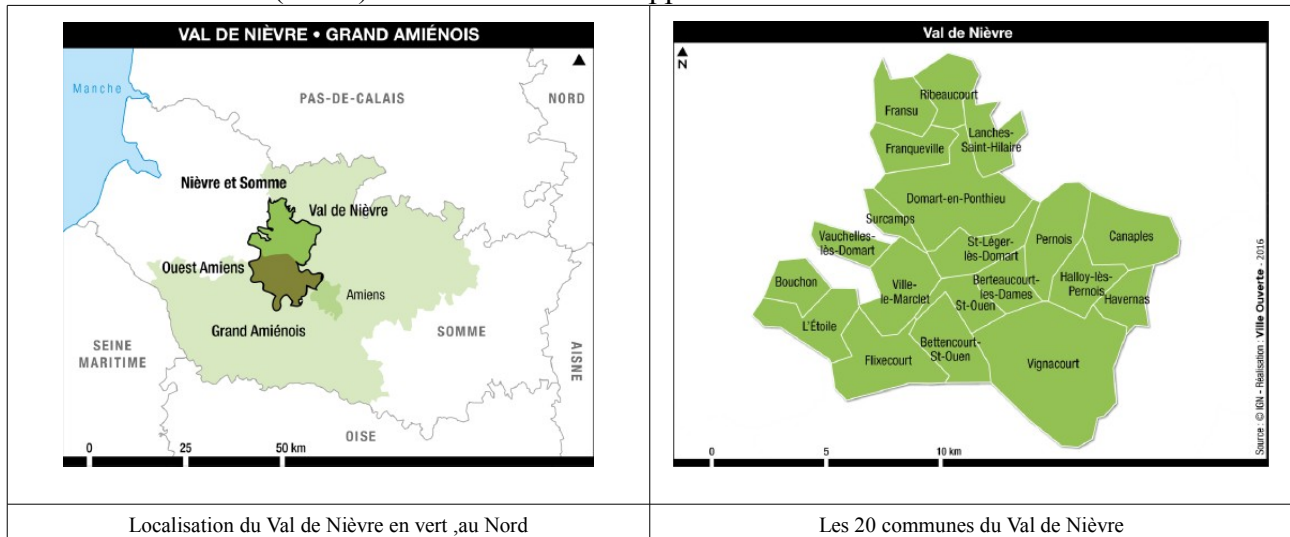 VAL DE NIÈVRE • GRAND AMIÉNOIS
Manche
PAS-DE-CALAIS
NORD
Nièvre et Somme
Val de Nièvre
Ouest Amiens
Amiens
Grand Amiénois
SOMME
SEINE
MARITIME
AISNE
OISE
0 25 50 km
Val de Nièvre
N
Ribeaucourt
Fransu
Lanches-
Saint-Hilaire
Franqueville
Domart-en-Ponthieu
Surcamps
Vauchelles-
lès-Domart
St-Léger-
lès-Domart
Pernois
Canaples
Bouchon
Ville-
le-Marclet
Berteaucourt-
les-Dames
St-Ouen
Halloy-lès-
Pernois
Havernas
L'Étoile
Flixecourt
Bettencourt-
St-Ouen
Vignacourt
0 5 10 km
Source : © IGN - Réalisation : Ville Ouverte - 2016
Localisation du Val de Nièvre en vert ,au Nord
Les 20 communes du Val de Nièvre